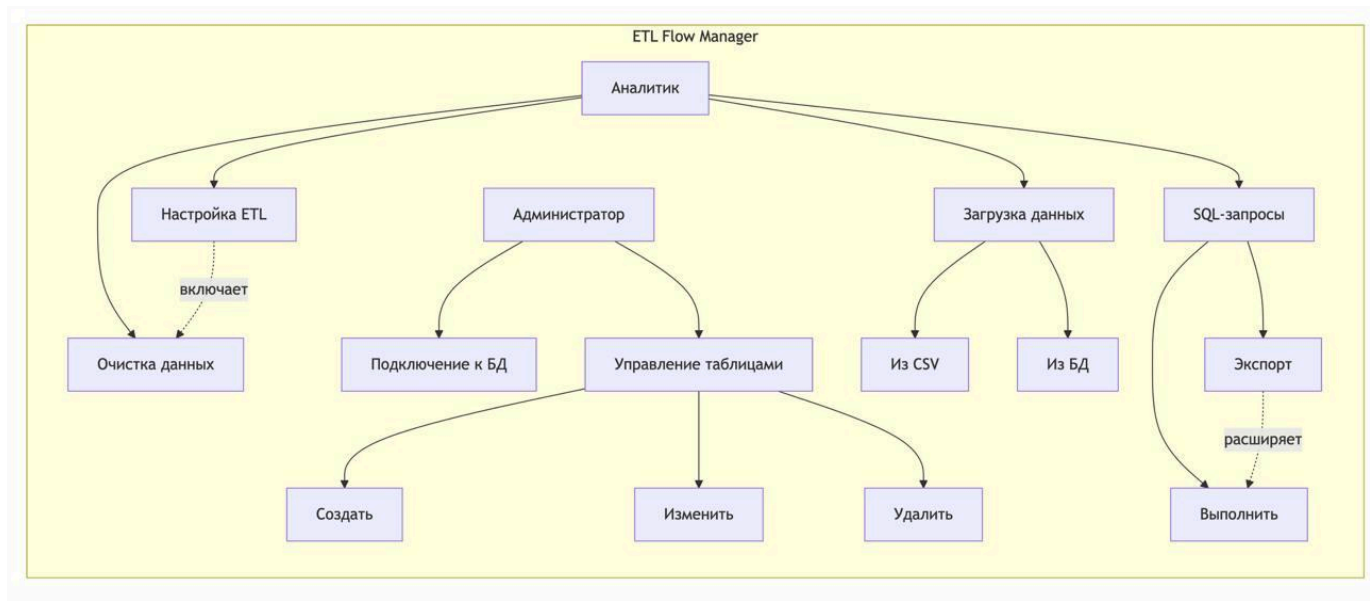 ETL Flow Manager
Аналитик
Настройка ETL
Администратор
Загрузка данных
SQL-запросы
включает
Очистка данных
Подключение к БД
Управление таблицами
Из CSV
Из БД
Экспорт
расширяет
Создать
Изменить
Удалить
Выполнить